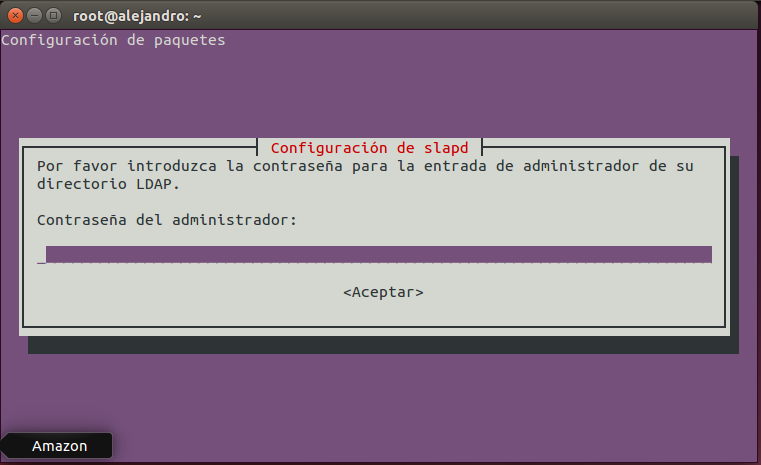 root@alejandro: ~
Configuración de paquetes
Configuración de slapd
Por favor introduzca la contraseña para la entrada de administrador de su
directorio LDAP.
Contraseña del administrador:
<Aceptar>
Amazon